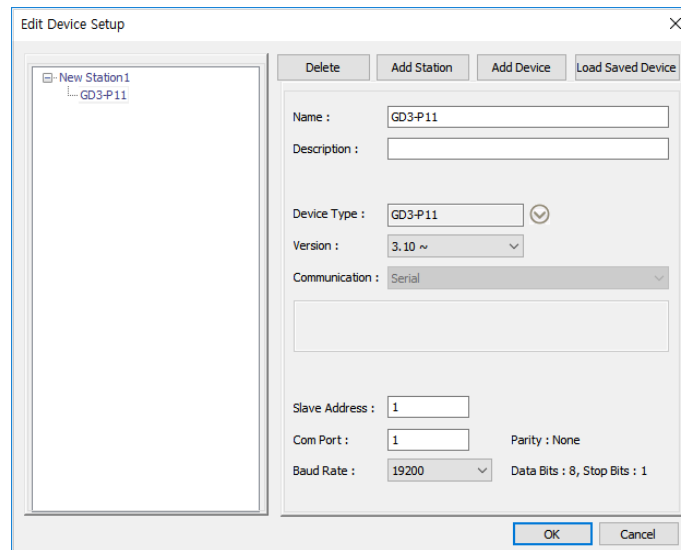 Edit Device Setup
New Station1
GD3-P11
Delete Add Station Add Device Load Saved Device
Name : GD3-P11
Description :
Device Type : GD3-P11
Version : 3.10 ~
Communication : Serial
Slave Address : 1
Com Port : 1 Parity : None
Baud Rate : 19200 Data Bits : 8, Stop Bits : 1
OK Cancel